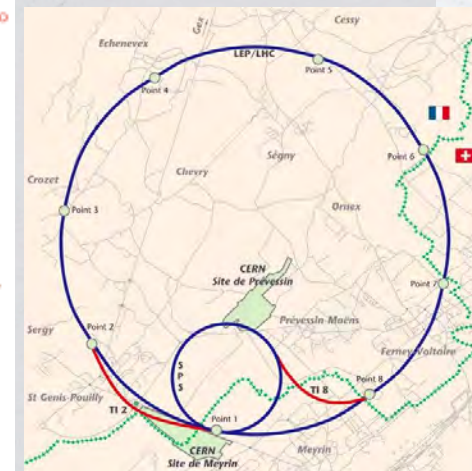 Cessy
Echenevex
Gex
LEP/LHC
Point 5
Point 4
Point 6
Ségny
Chevry
Crozet
Point 3
Ornex
CERN
Site de Prévessin
Point 7
Prévessin-Moëns
Sergy
Point 2
Ferney-Voltaire
SPS
TI 8
Point 8
St Genis-Pouilly
TI 2
Point 1
Meyrin
CERN
Site de Meyrin